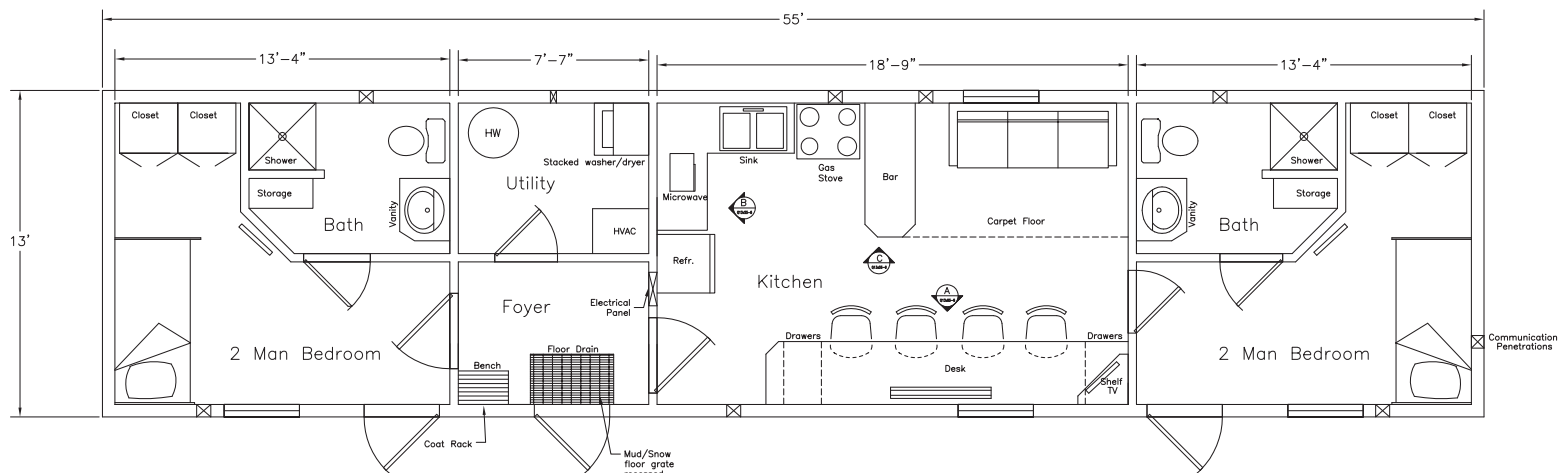 55'
13'-4"
7'-7"
18'-9"
13'-4"
13'
Closet
Closet
Shower
Storage
Vanity
Bath
2 Man Bedroom
HW
Stacked washer/dryer
Utility
HVAC
Foyer
Floor Drain
Bench
Coat Rack
Mud/Snow
floor grate
Electrical
Panel
Sink
Gas
Stove
Microwave
Bar
B
Refr.
C
Kitchen
A
Carpet Floor
Drawers
Drawers
Desk
Shelf
TV
Closet
Closet
Shower
Storage
Vanity
Bath
2 Man Bedroom
Communication
Penetrations